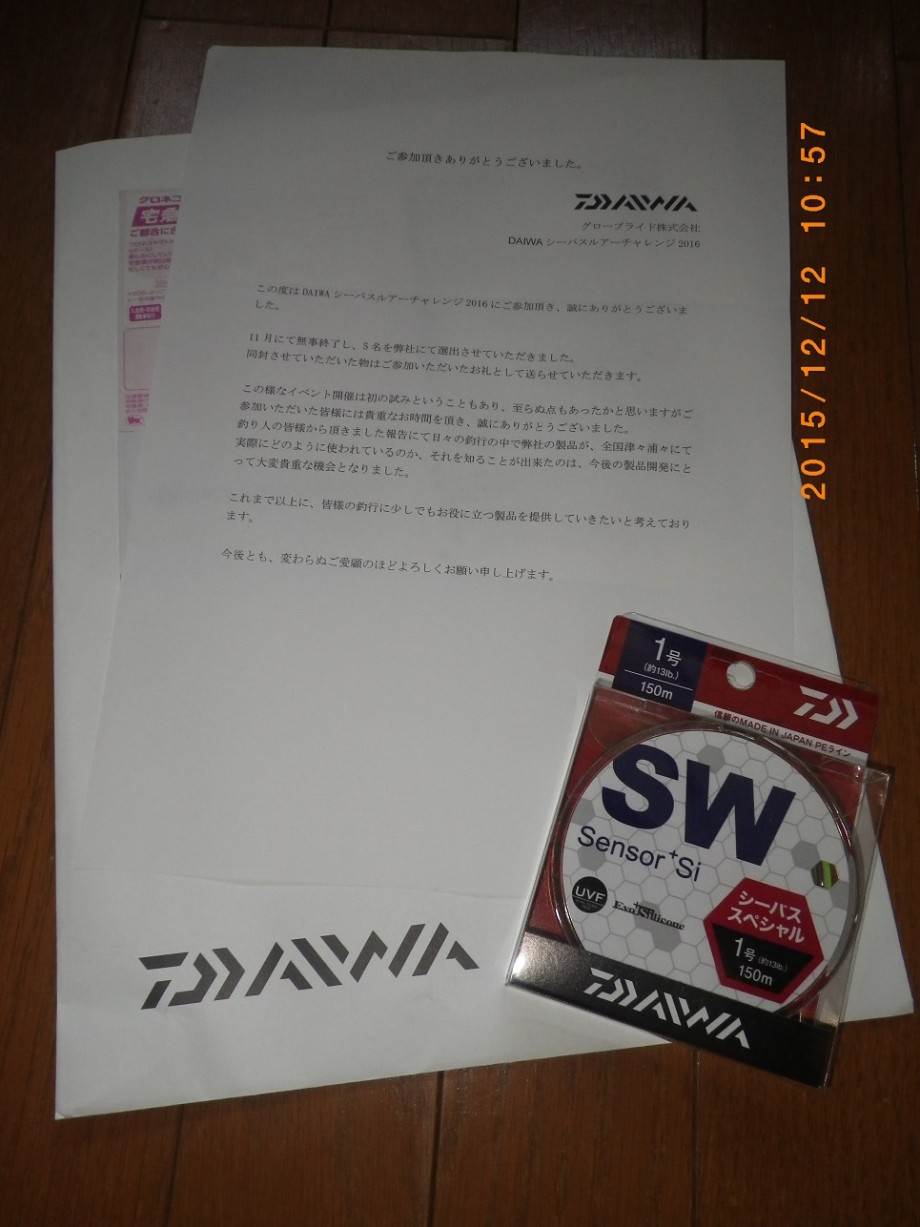 ご参加頂きありがとうございました。
DAIWA
グローブライド株式会社
DAIWA シーバスルアーチャレンジ 2016
この度は DAIWA シーバスルアーチャレンジ 2016 にご参加頂き、誠にありがとうございま
した。
11 月にて無事終了し、5 名を弊社にて選出させていただきました。
同封させていただいた物はご参加いただいたお礼として送らせていただきます。
この様なイベント開催は初の試みということもあり、至らぬ点もあったかと思いますがご
参加いただいた皆様には貴重なお時間を頂き、誠にありがとうございました。
釣り人の皆様から頂きました報告にて日々の釣行の中で弊社の製品が、全国津々浦々にて
実際にどのように使われているのか、それを知ることが出来たのは、今後の製品開発にと
って大変貴重な機会となりました。
これまで以上に、皆様の釣行に少しでもお役に立つ製品を提供していきたいと考えており
ます。
今後とも、変わらぬご愛顧のほどよろしくお願い申し上げます。
2015/12/12 10:57
クロネコ
宅急
ご都合に
DAIWA
1号
(約13lb.)
150m
信頼のMADE IN JAPAN PEライン
SW
Sensor+Si
UVF
Evo+Silicone
シーバス
スペシャル
1号(約13lb.)
150m
DAIWA